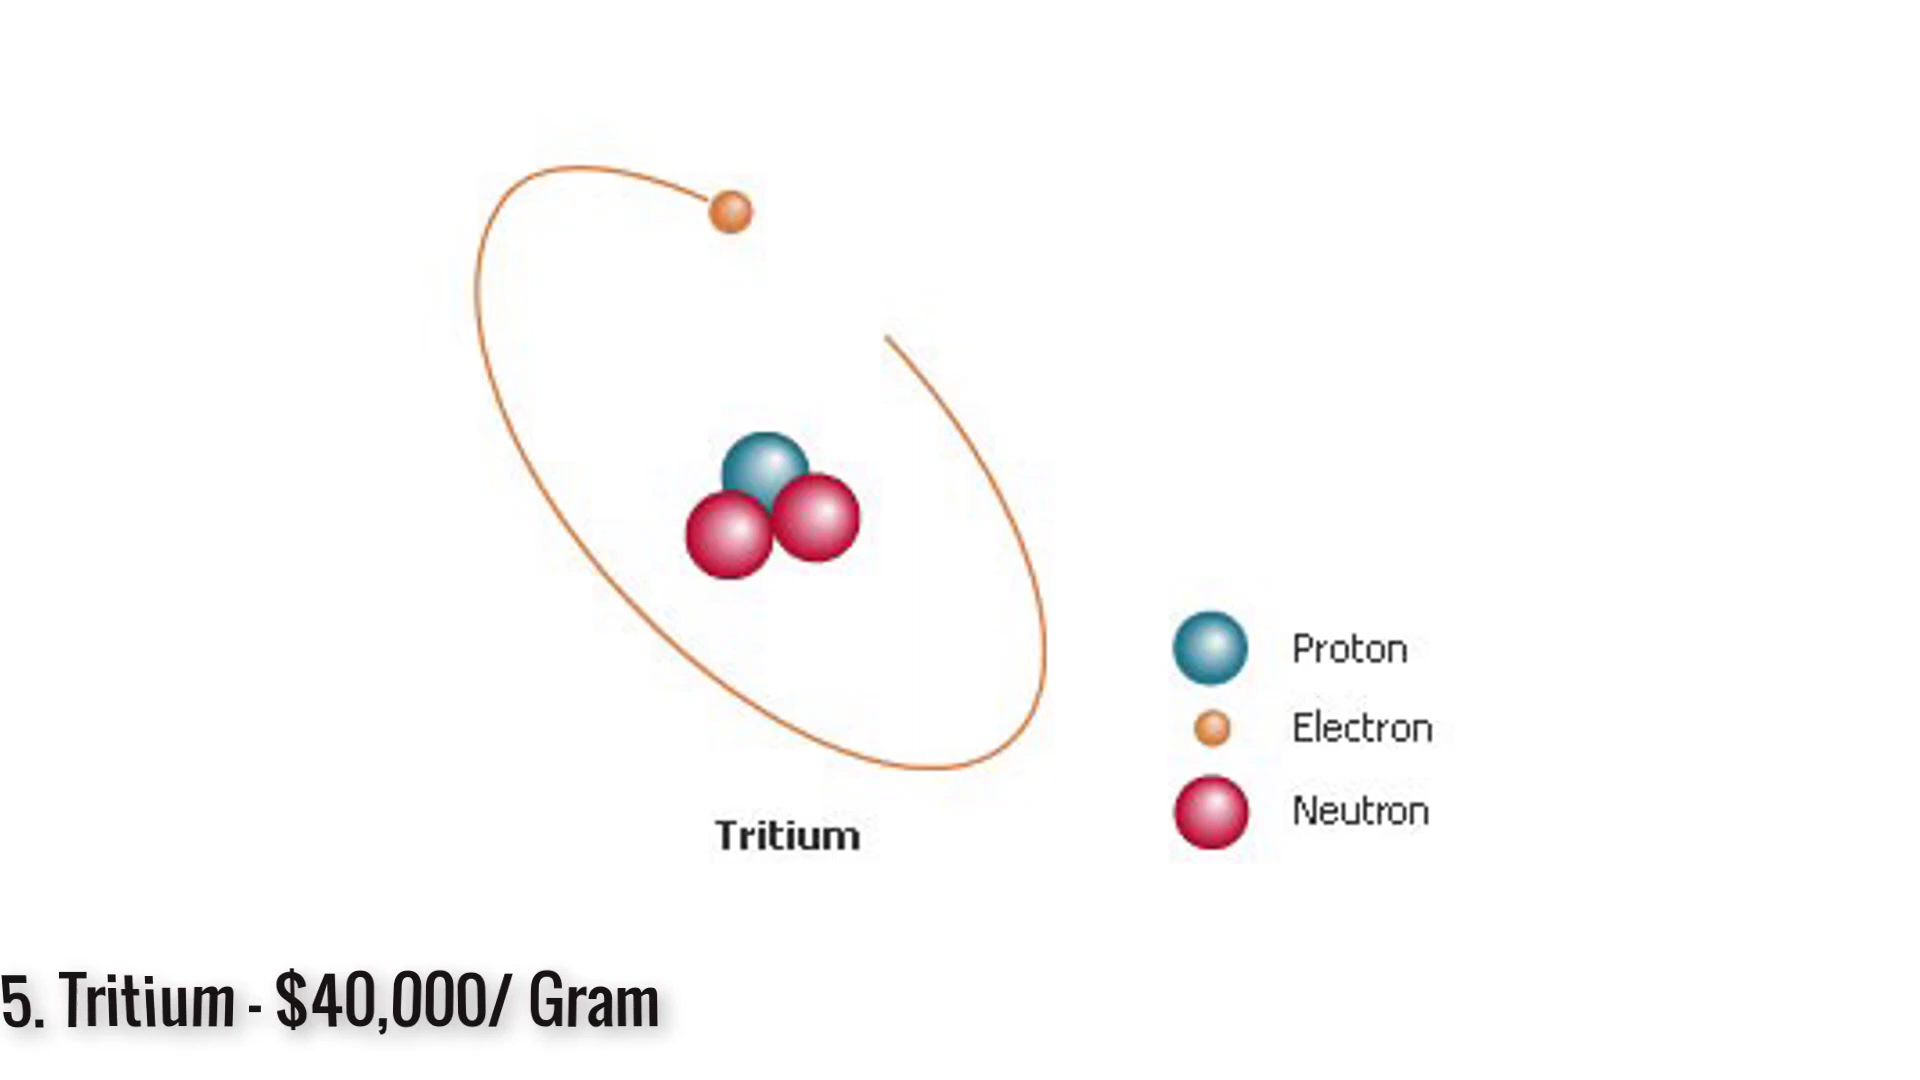 Proton
Electron
Neutron
Tritium
5. Tritium - $40,000/ Gram